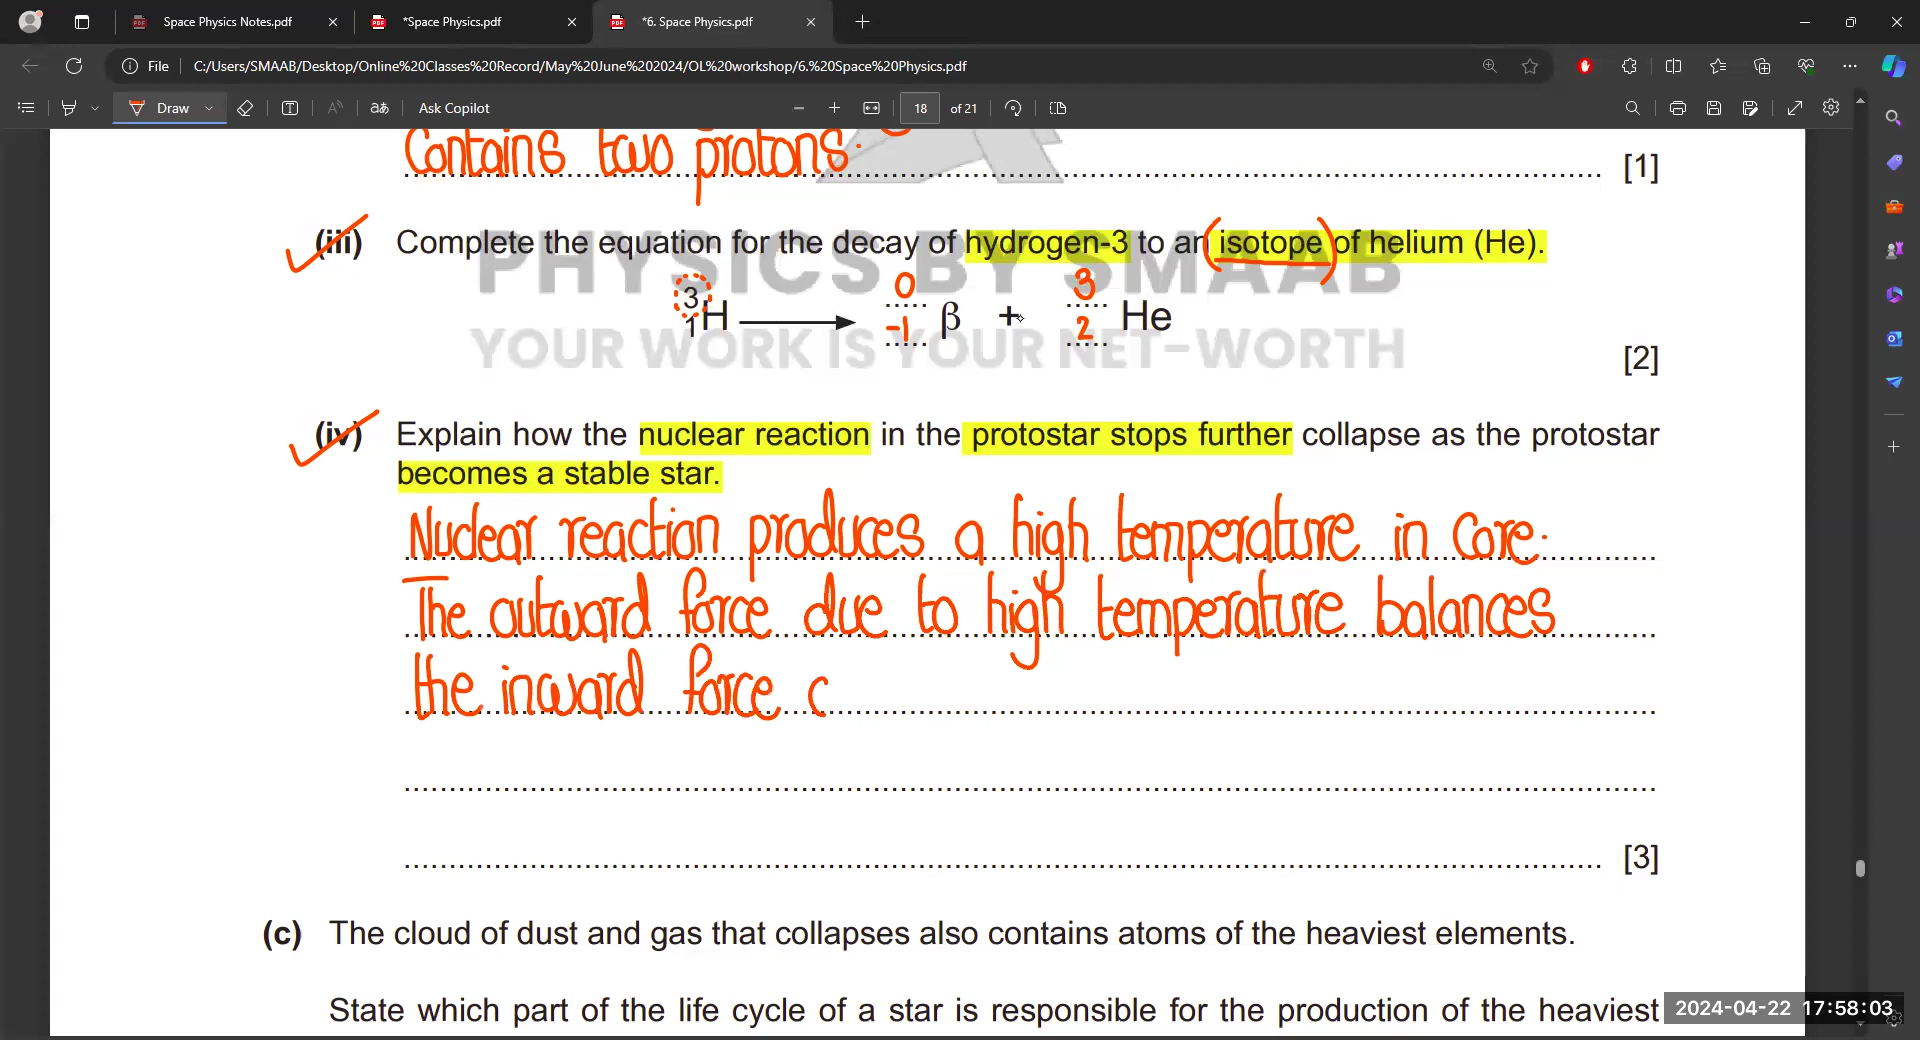 Space Physics Notes.pdf
*Space Physics.pdf
*6. Space Physics.pdf
File
C:/Users/SMAAB/Desktop/Online%20Classes%20Record/May%20June%202024/OL%20workshop/6.%20Space%20Physics.pdf
Draw
Ask Copilot
18 of 21
Contains two protons.
[1]
(iii) Complete the equation for the decay of hydrogen-3 to an isotope of helium (He).
PHYSICS BY SMAAB
3 0 3
H β + He
1 -1 2
YOUR WORK IS YOUR NET-WORTH
[2]
(iv) Explain how the nuclear reaction in the protostar stops further collapse as the protostar
becomes a stable star.
Nuclear reaction produces a high temperature in core.
The outward force due to high temperature balances
the inward force
[3]
(c) The cloud of dust and gas that collapses also contains atoms of the heaviest elements.
State which part of the life cycle of a star is responsible for the production of the heaviest
2024-04-22 17:58:03